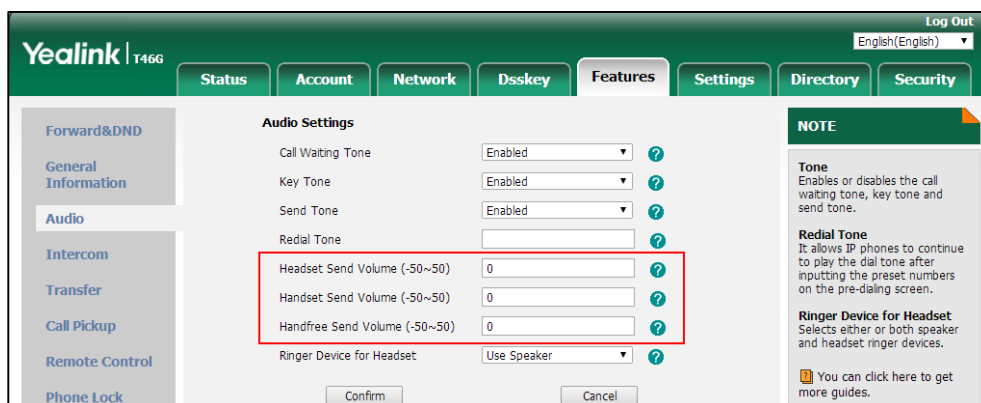 Log Out
Yealink T46G
English(English)
Status Account Network Dsskey Features Settings Directory Security
Forward&DND
General
Information
Audio
Intercom
Transfer
Call Pickup
Remote Control
Phone Lock
Audio Settings
Call Waiting Tone Enabled ?
Key Tone Enabled ?
Send Tone Enabled ?
Redial Tone ?
Headset Send Volume (-50~50) 0 ?
Handset Send Volume (-50~50) 0 ?
Handfree Send Volume (-50~50) 0 ?
Ringer Device for Headset Use Speaker ?
Confirm Cancel
NOTE
Tone
Enables or disables the call
waiting tone, key tone and
send tone.
Redial Tone
It allows IP phones to continue
to play the dial tone after
inputting the preset numbers
on the pre-dialing screen.
Ringer Device for Headset
Selects either or both speaker
and headset ringer devices.
? You can click here to get
more guides.